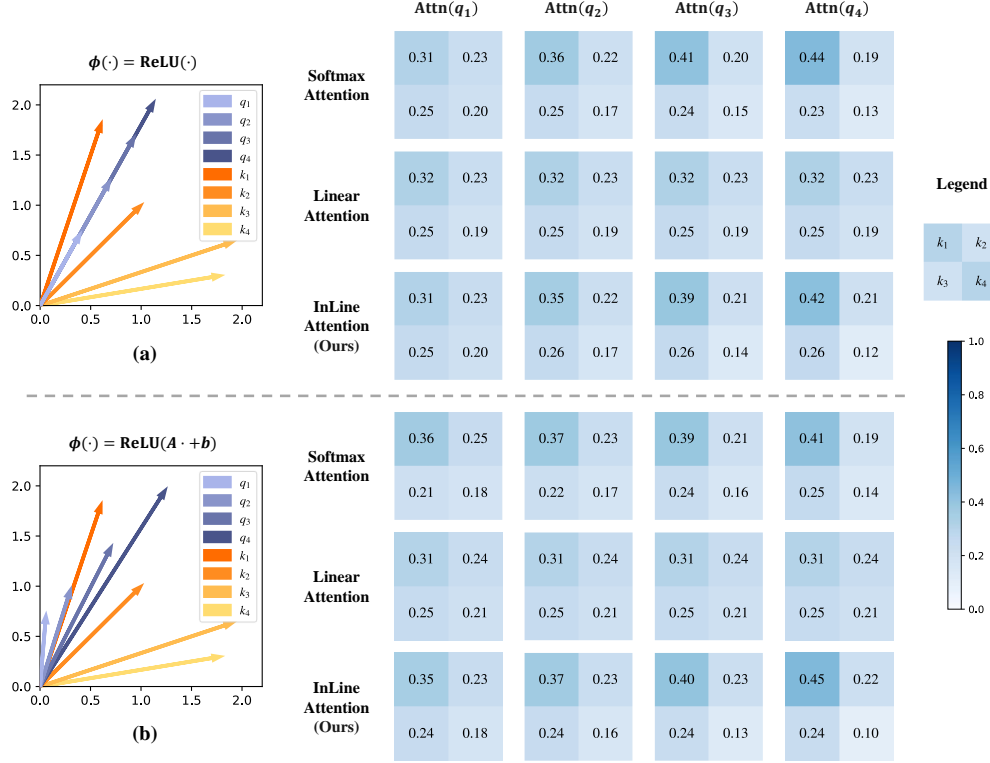 Attn(q₁) Attn(q₂) Attn(q₃) Attn(q₄)
ϕ(·) = ReLU(·)
2.0
1.5
1.0
0.5
0.0
0.0 0.5 1.0 1.5 2.0
q₁
q₂
q₃
q₄
k₁
k₂
k₃
k₄
(a)
Softmax
Attention
0.31 0.23 0.36 0.22 0.41 0.20 0.44 0.19
0.25 0.20 0.25 0.17 0.24 0.15 0.23 0.13
Linear
Attention
0.32 0.23 0.32 0.23 0.32 0.23 0.32 0.23
0.25 0.19 0.25 0.19 0.25 0.19 0.25 0.19
InLine
Attention
(Ours)
0.31 0.23 0.35 0.22 0.39 0.21 0.42 0.21
0.25 0.20 0.26 0.17 0.26 0.14 0.26 0.12
Legend
k₁ k₂
k₃ k₄
1.0
0.8
0.6
0.4
0.2
0.0
ϕ(·) = ReLU(A · +b)
2.0
1.5
1.0
0.5
0.0
0.0 0.5 1.0 1.5 2.0
q₁
q₂
q₃
q₄
k₁
k₂
k₃
k₄
(b)
Softmax
Attention
0.36 0.25 0.37 0.23 0.39 0.21 0.41 0.19
0.21 0.18 0.22 0.17 0.24 0.16 0.25 0.14
Linear
Attention
0.31 0.24 0.31 0.24 0.31 0.24 0.31 0.24
0.25 0.21 0.25 0.21 0.25 0.21 0.25 0.21
InLine
Attention
(Ours)
0.35 0.23 0.37 0.23 0.40 0.23 0.45 0.22
0.24 0.18 0.24 0.16 0.24 0.13 0.24 0.10